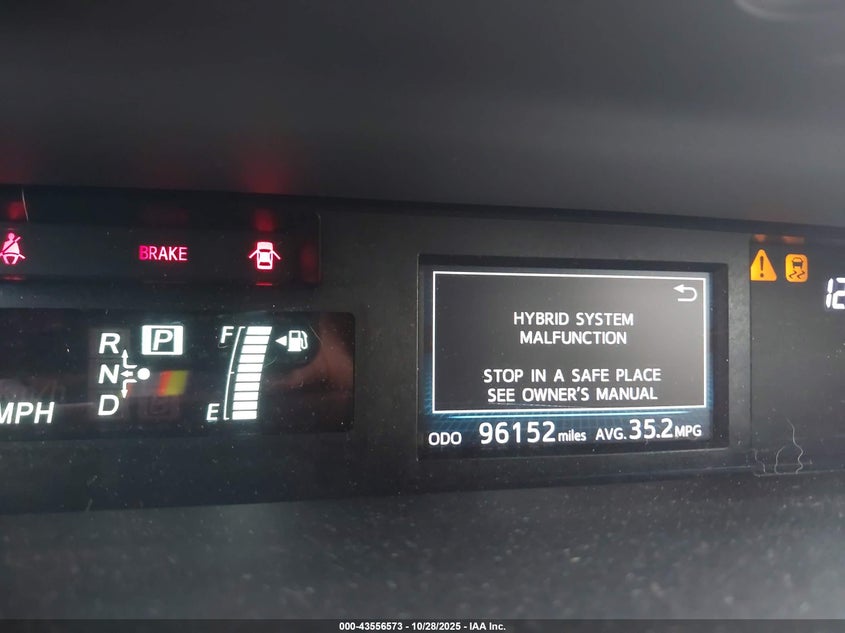 BRAKE
MPH
R
N
D
P
F
E
HYBRID SYSTEM
MALFUNCTION
STOP IN A SAFE PLACE
SEE OWNER'S MANUAL
ODO 96152 miles AVG. 35.2 MPG
12
000-43556573 - 10/28/2025 - IAA Inc.